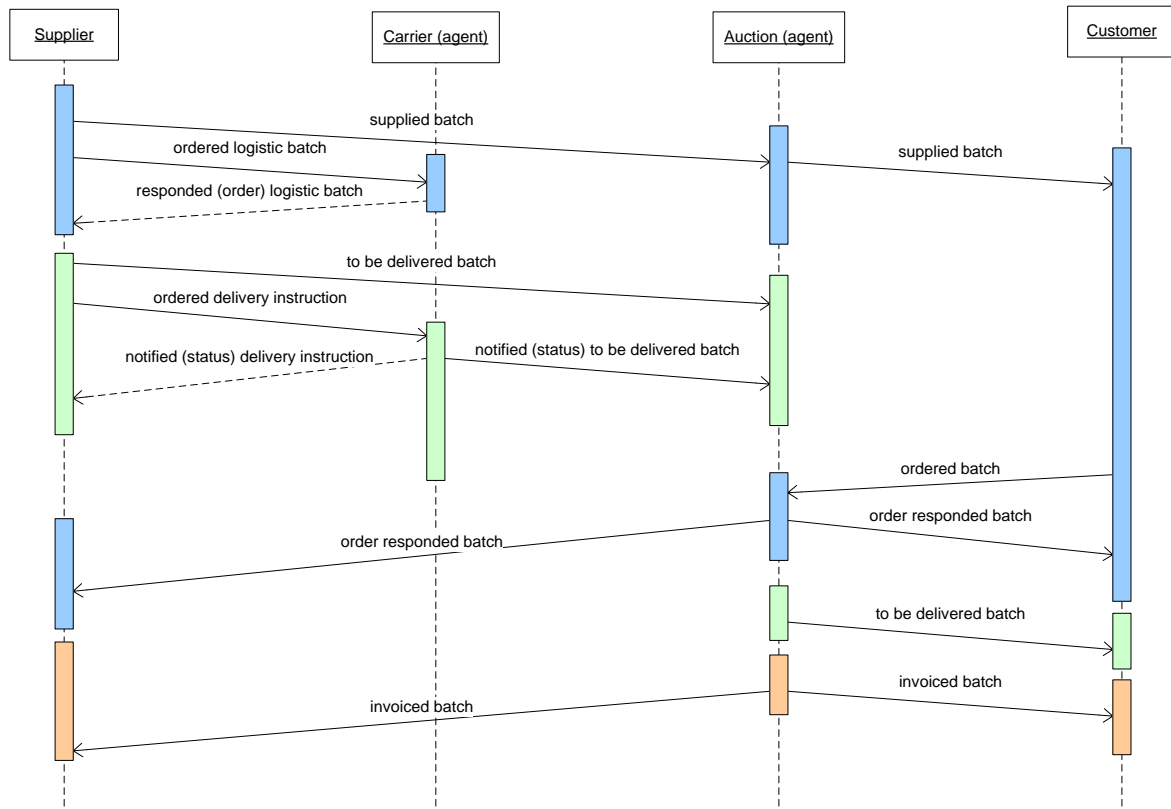 Supplier
Carrier (agent)
Auction (agent)
Customer
supplied batch
ordered logistic batch
supplied batch
responded (order) logistic batch
to be delivered batch
ordered delivery instruction
notified (status) delivery instruction
notified (status) to be delivered batch
ordered batch
order responded batch
order responded batch
to be delivered batch
invoiced batch
invoiced batch